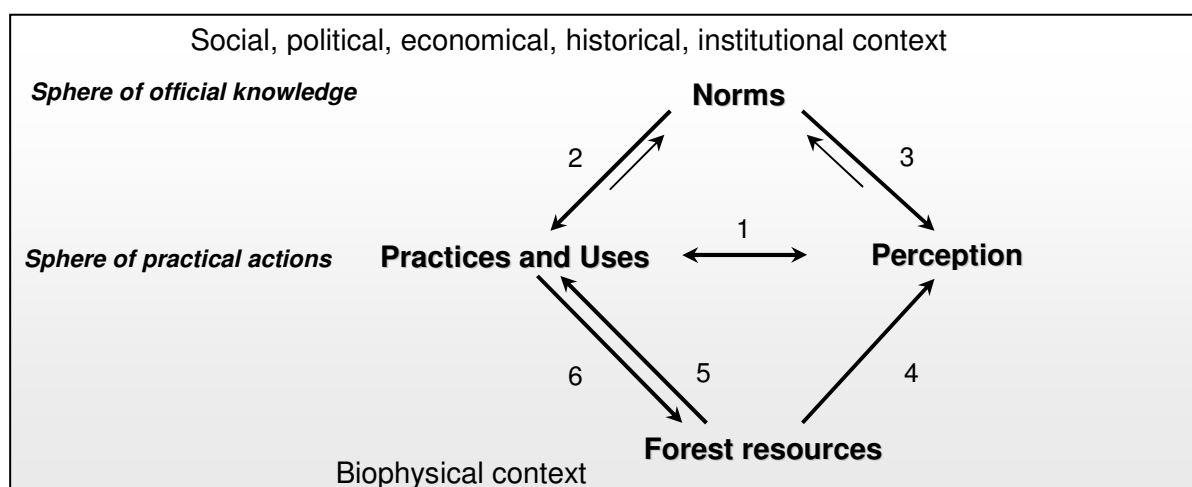 Social, political, economical, historical, institutional context
Sphere of official knowledge
Norms
2
3
1
Sphere of practical actions
Practices and Uses
Perception
6
5
4
Forest resources
Biophysical context